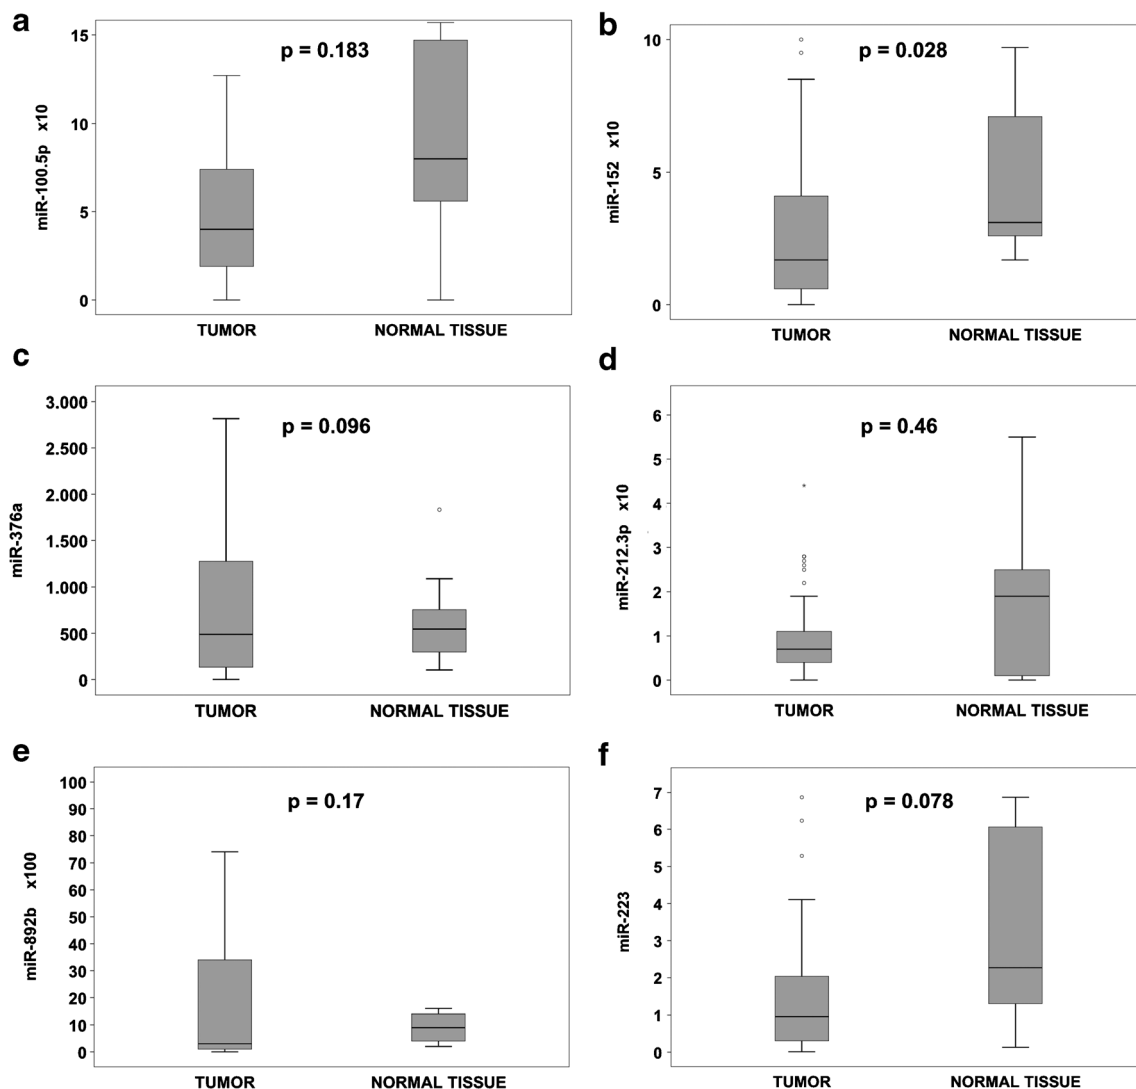 a
p = 0.183
miR-100.5p x10
15
10
5
0
TUMOR NORMAL TISSUE
b
p = 0.028
miR-152 x10
10
5
0
TUMOR NORMAL TISSUE
c
p = 0.096
miR-376a
3.000
2.500
2.000
1.500
1.000
500
0
TUMOR NORMAL TISSUE
d
p = 0.46
miR-212.3p x10
6
5
4
3
2
1
0
TUMOR NORMAL TISSUE
e
p = 0.17
miR-892b x100
100
90
80
70
60
50
40
30
20
10
0
TUMOR NORMAL TISSUE
f
p = 0.078
miR-223
7
6
5
4
3
2
1
0
TUMOR NORMAL TISSUE